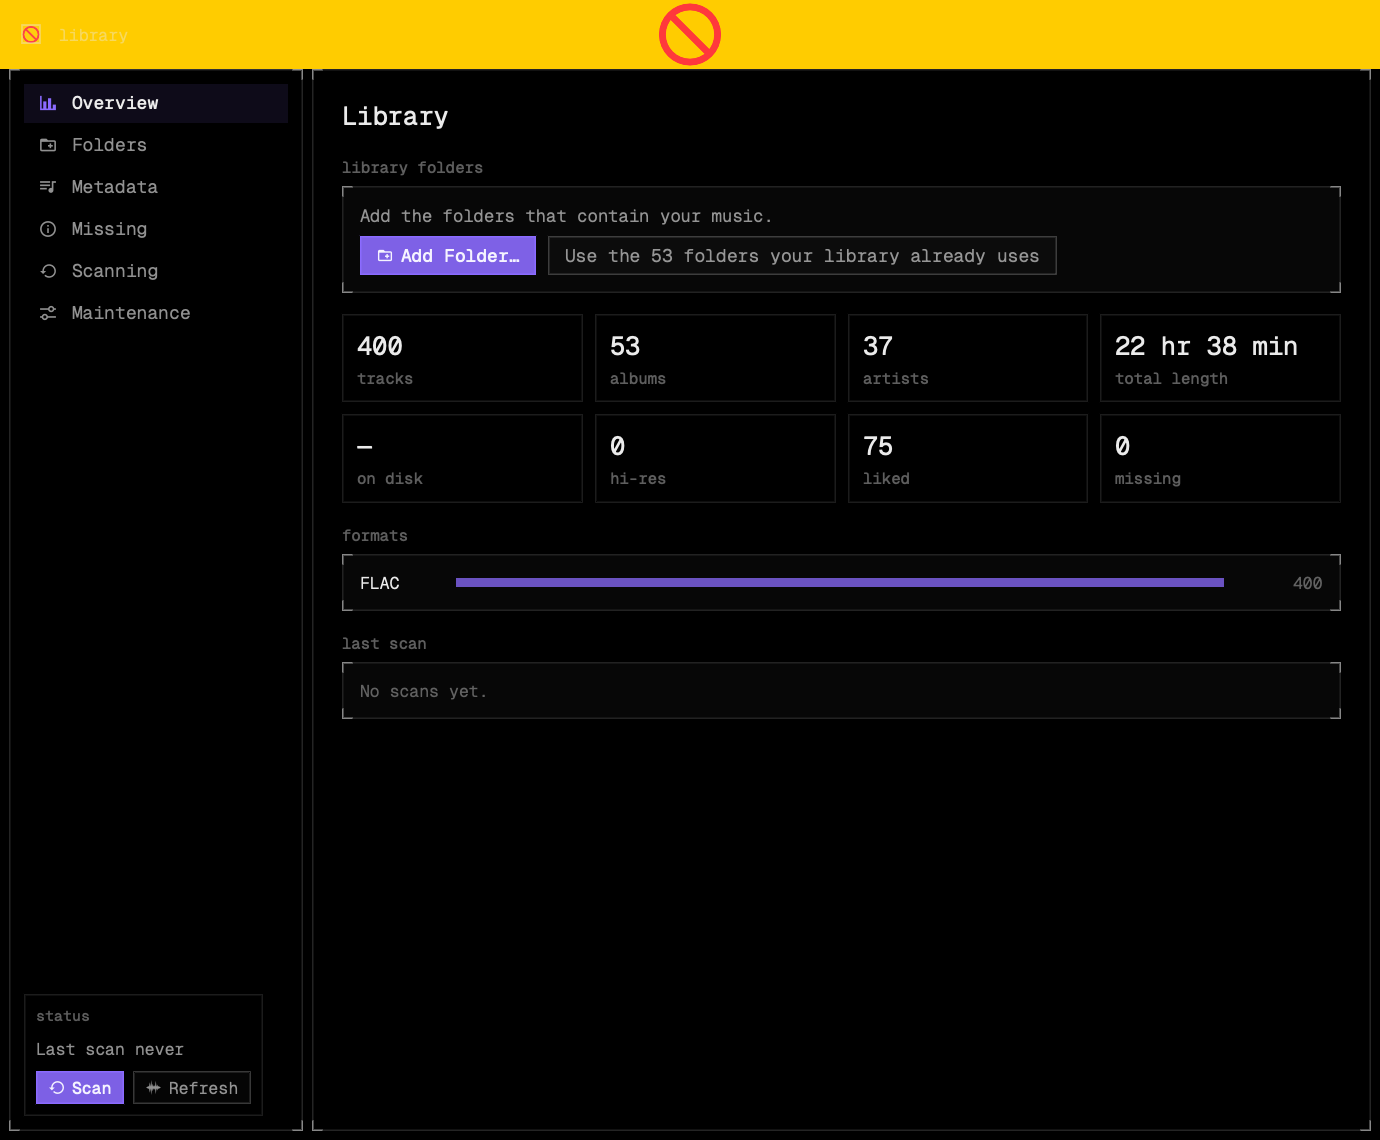 library
Overview
Folders
Metadata
Missing
Scanning
Maintenance
status
Last scan never
Scan
Refresh
Library
library folders
Add the folders that contain your music.
Add Folder…
Use the 53 folders your library already uses
400
tracks
53
albums
37
artists
22 hr 38 min
total length
—
on disk
0
hi-res
75
liked
0
missing
formats
FLAC
400
last scan
No scans yet.